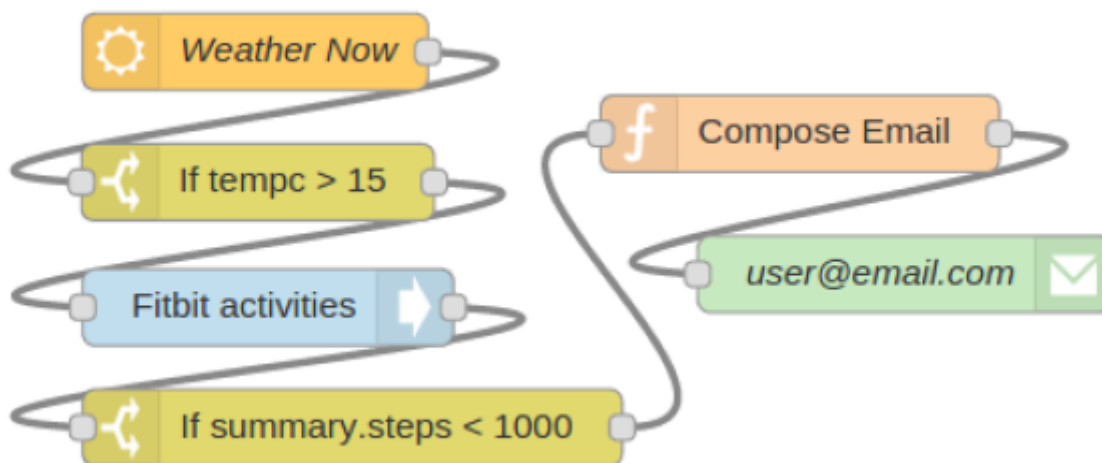 Weather Now
If tempc > 15
Fitbit activities
If summary.steps < 1000
Compose Email
user@email.com